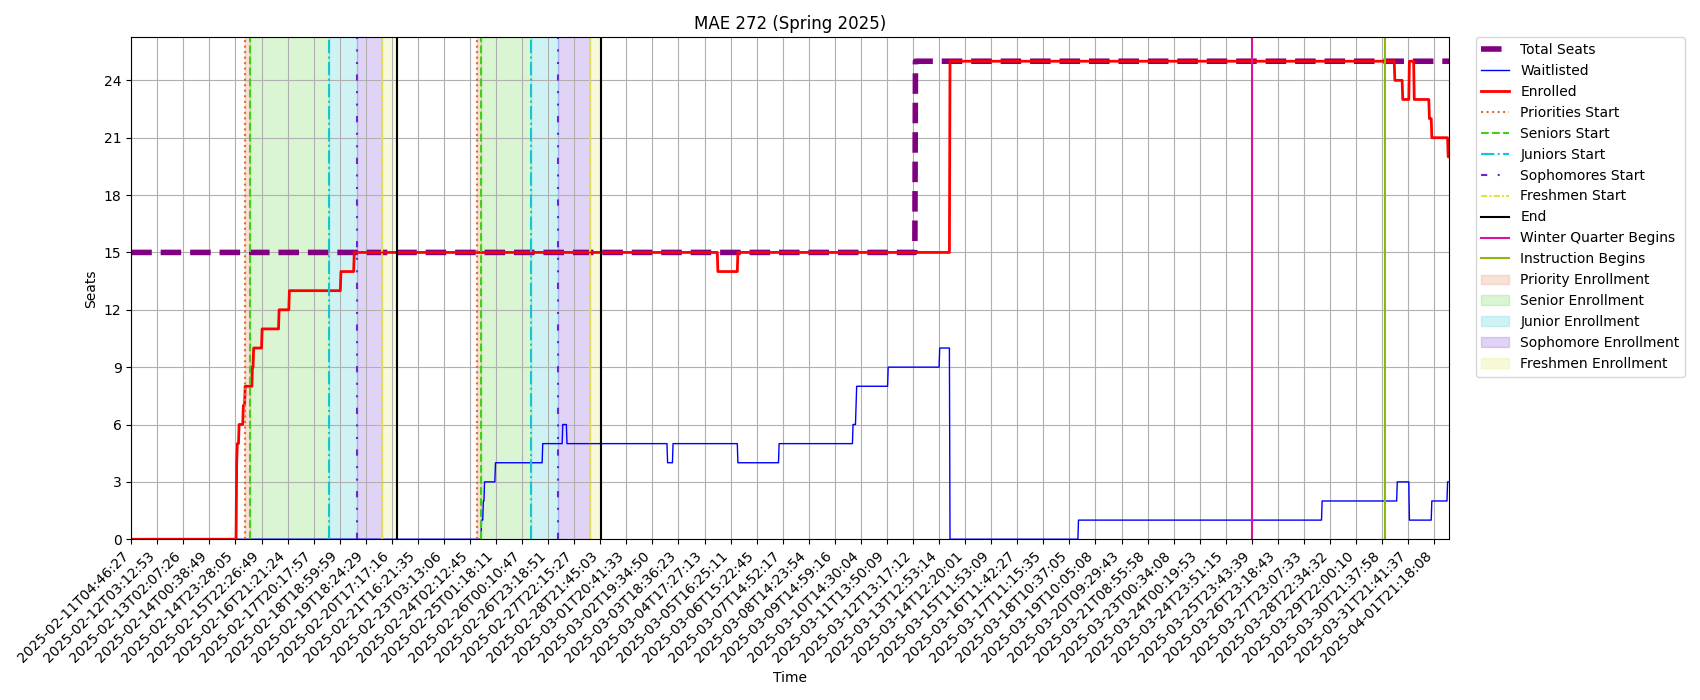 MAE 272 (Spring 2025)
Seats
24
21
18
15
12
9
6
3
0
2025-02-11T04:46:27
2025-02-12T03:12:53
2025-02-13T02:07:26
2025-02-14T00:38:49
2025-02-14T23:28:05
2025-02-15T22:26:49
2025-02-16T21:21:24
2025-02-17T20:17:57
2025-02-18T18:59:59
2025-02-19T18:24:29
2025-02-20T17:17:16
2025-02-21T16:21:35
2025-02-23T03:13:06
2025-02-24T02:12:45
2025-02-25T01:18:11
2025-02-26T00:10:47
2025-02-26T23:18:51
2025-02-27T22:15:27
2025-02-28T21:45:03
2025-03-01T20:41:33
2025-03-02T19:34:50
2025-03-03T18:36:23
2025-03-04T17:27:13
2025-03-05T16:25:11
2025-03-06T15:22:45
2025-03-07T14:52:17
2025-03-08T14:23:54
2025-03-09T14:59:16
2025-03-10T14:30:04
2025-03-11T13:50:09
2025-03-12T13:17:12
2025-03-13T12:53:14
2025-03-14T12:20:01
2025-03-15T11:53:09
2025-03-16T11:42:27
2025-03-17T11:15:35
2025-03-18T10:37:05
2025-03-19T10:05:08
2025-03-20T09:29:43
2025-03-21T08:55:58
2025-03-23T00:34:08
2025-03-24T00:19:53
2025-03-24T23:51:15
2025-03-25T23:43:39
2025-03-26T23:18:43
2025-03-27T23:07:33
2025-03-28T22:34:32
2025-03-29T22:00:16
2025-03-30T21:37:58
2025-03-31T21:41:37
2025-04-01T21:18:08
Time
Total Seats
Waitlisted
Enrolled
Priorities Start
Seniors Start
Juniors Start
Sophomores Start
Freshmen Start
End
Winter Quarter Begins
Instruction Begins
Priority Enrollment
Senior Enrollment
Junior Enrollment
Sophomore Enrollment
Freshmen Enrollment